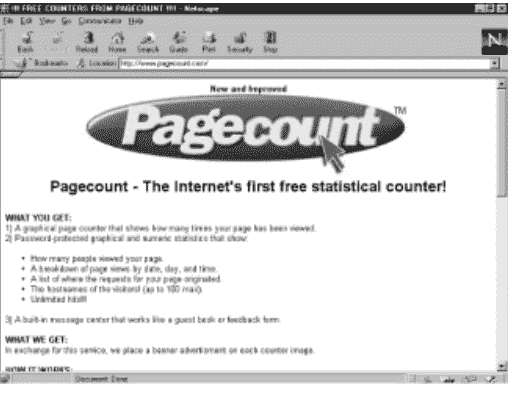 !!! FREE COUNTERS FROM PAGECOUNT !!!! - Netscape
File Edit View Go Communicator Help
Back Reload Home Search Guide Print Security Stop
N
Bookmarks Location: http://www.pagecount.com/
New and Improved
Pagecount TM
Pagecount - The Internet's first free statistical counter!
WHAT YOU GET:
1) A graphical page counter that shows how many times your page has been viewed.
2) Password-protected graphical and numeric statistics that show:
• How many people viewed your page.
• A breakdown of page views by date, day, and time.
• A list of where the requests for your page originated.
• The hostnames of the visitors! (up to 100 max).
• Unlimited hits!!!
3) A built-in message center that works like a guest book or feedback form.
WHAT WE GET:
In exchange for this service, we place a banner advertisment on each counter image.
HOW IT WORKS:
Document: Done